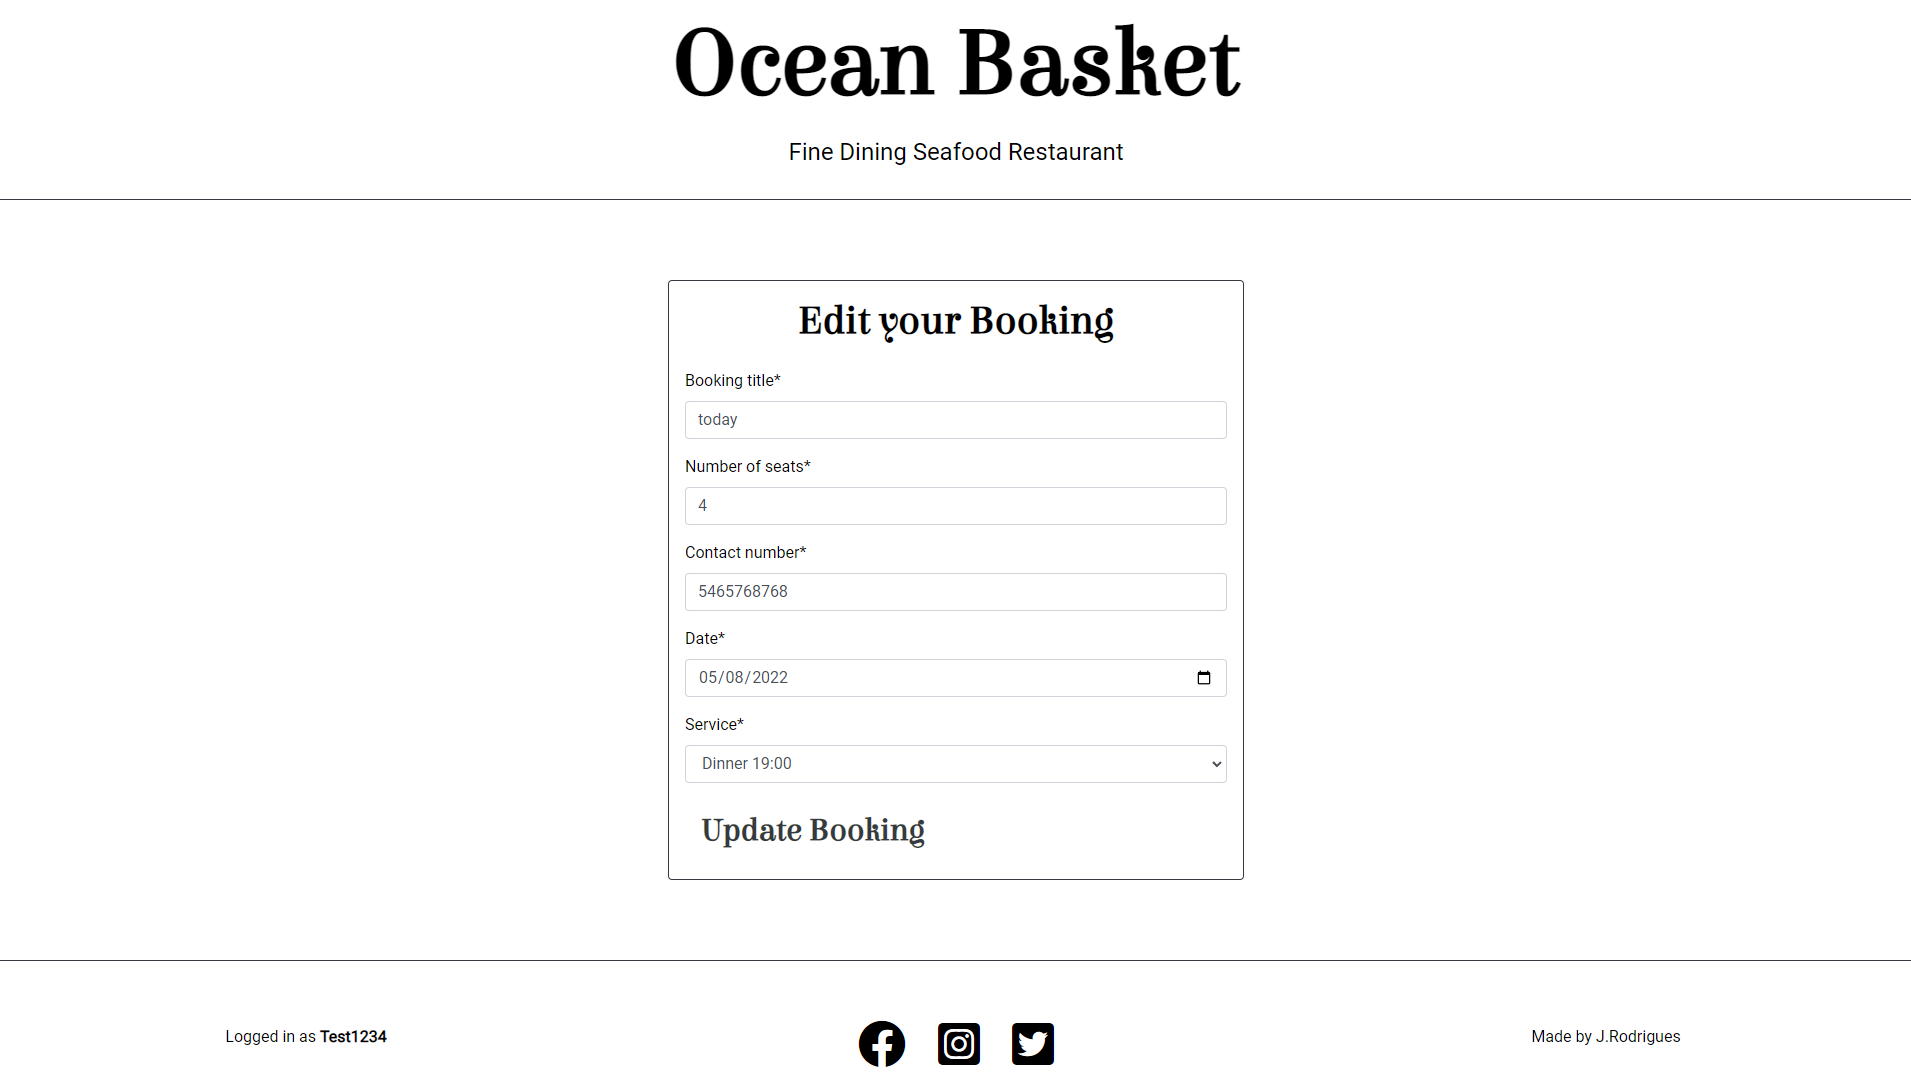 Ocean Basket
Fine Dining Seafood Restaurant
Edit your Booking
Booking title*
today
Number of seats*
4
Contact number*
5465768768
Date*
05/08/2022
Service*
Dinner 19:00
Update Booking
Logged in as Test1234
Made by J.Rodrigues